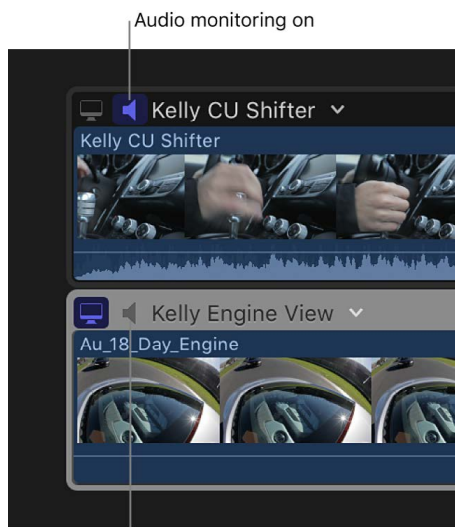 Audio monitoring on
Kelly CU Shifter
Kelly CU Shifter
Kelly Engine View
Au_18_Day_Engine